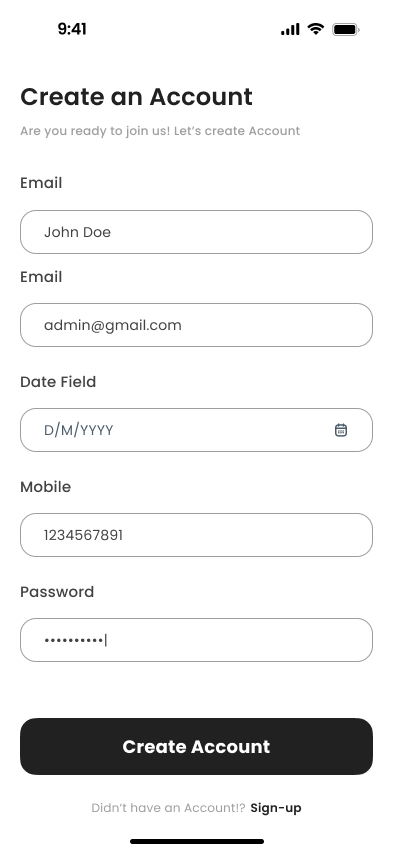 9:41
Create an Account
Are you ready to join us! Let's create Account
Email
John Doe
Email
admin@gmail.com
Date Field
D/M/YYYY
Mobile
1234567891
Password
••••••••••|
Create Account
Didn't have an Account!? Sign-up